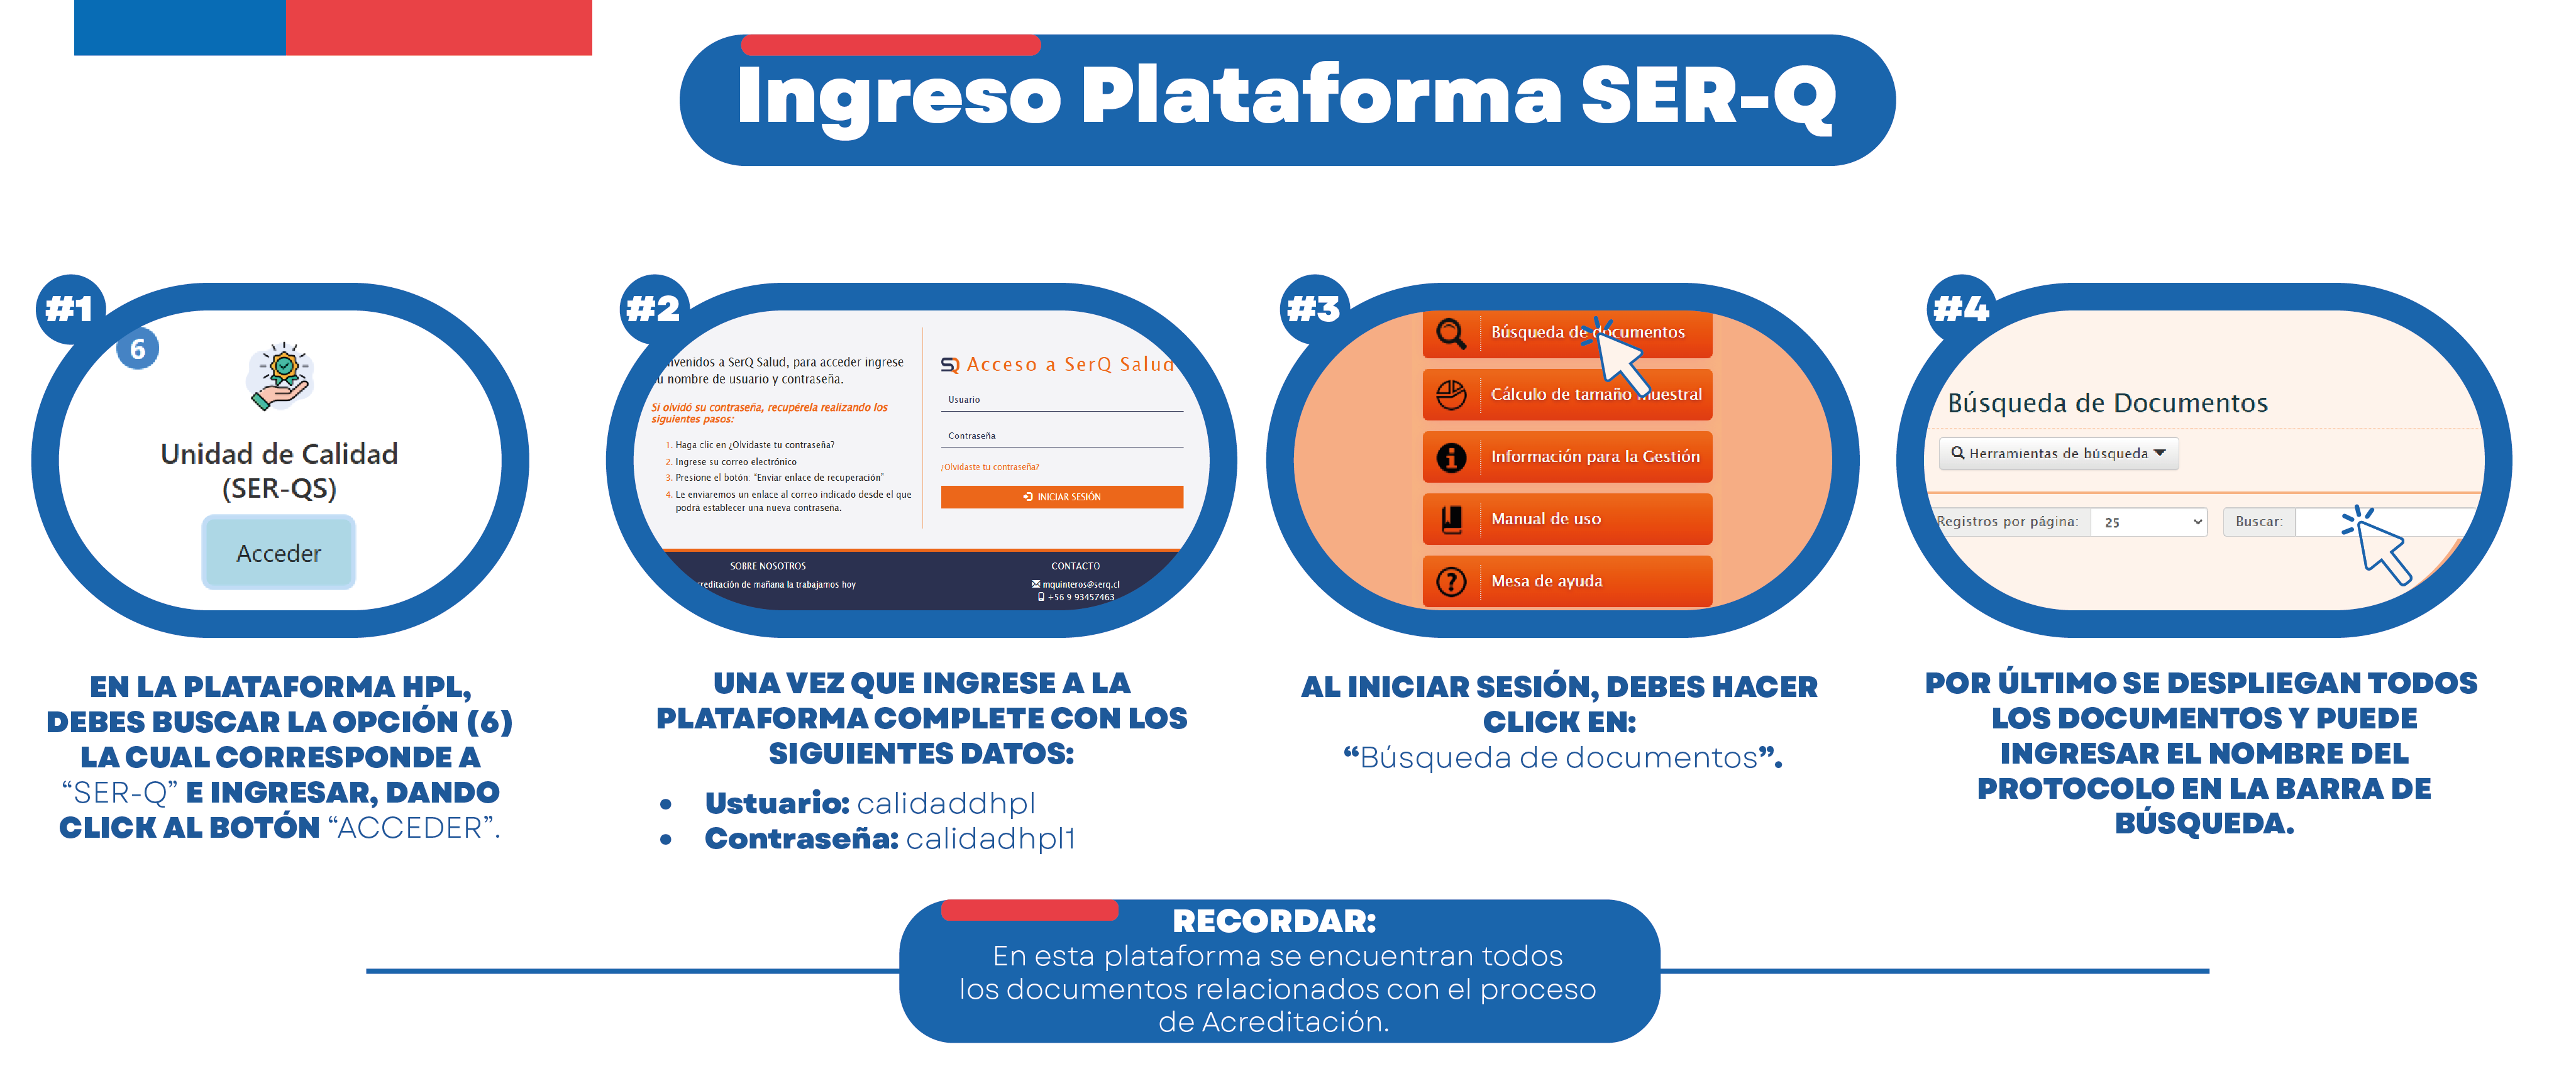 Ingreso Plataforma SER-Q
#1
6
Unidad de Calidad
(SER-QS)
Acceder
EN LA PLATAFORMA HPL,
DEBES BUSCAR LA OPCIÓN (6)
LA CUAL CORRESPONDE A
“SER-Q” E INGRESAR, DANDO
CLICK AL BOTÓN “ACCEDER”.
#2
nvenidos a SerQ Salud, para acceder ingrese
u nombre de usuario y contraseña.
Si olvidó su contraseña, recupérela realizando los
siguientes pasos:
1. Haga clic en ¿Olvidaste tu contraseña?
2. Ingrese su correo electrónico
3. Presione el botón: "Enviar enlace de recuperación"
4. Le enviaremos un enlace al correo indicado desde el que
podrá establecer una nueva contraseña.
SQ Acceso a SerQ Salud
Usuario
Contraseña
¿Olvidaste tu contraseña?
INICIAR SESIÓN
SOBRE NOSOTROS
reditación de mañana la trabajamos hoy
CONTACTO
mquinteros@serq.cl
+56 9 93457463
UNA VEZ QUE INGRESE A LA
PLATAFORMA COMPLETE CON LOS
SIGUIENTES DATOS:
• Ustuario: calidaddhpl
• Contraseña: calidadhpl1
#3
Búsqueda de documentos
Cálculo de tamaño muestral
Información para la Gestión
Manual de uso
Mesa de ayuda
AL INICIAR SESIÓN, DEBES HACER
CLICK EN:
“Búsqueda de documentos”.
#4
Búsqueda de Documentos
Herramientas de búsqueda
Registros por página: 25
Buscar:
POR ÚLTIMO SE DESPLIEGAN TODOS
LOS DOCUMENTOS Y PUEDE
INGRESAR EL NOMBRE DEL
PROTOCOLO EN LA BARRA DE
BÚSQUEDA.
RECORDAR:
En esta plataforma se encuentran todos
los documentos relacionados con el proceso
de Acreditación.